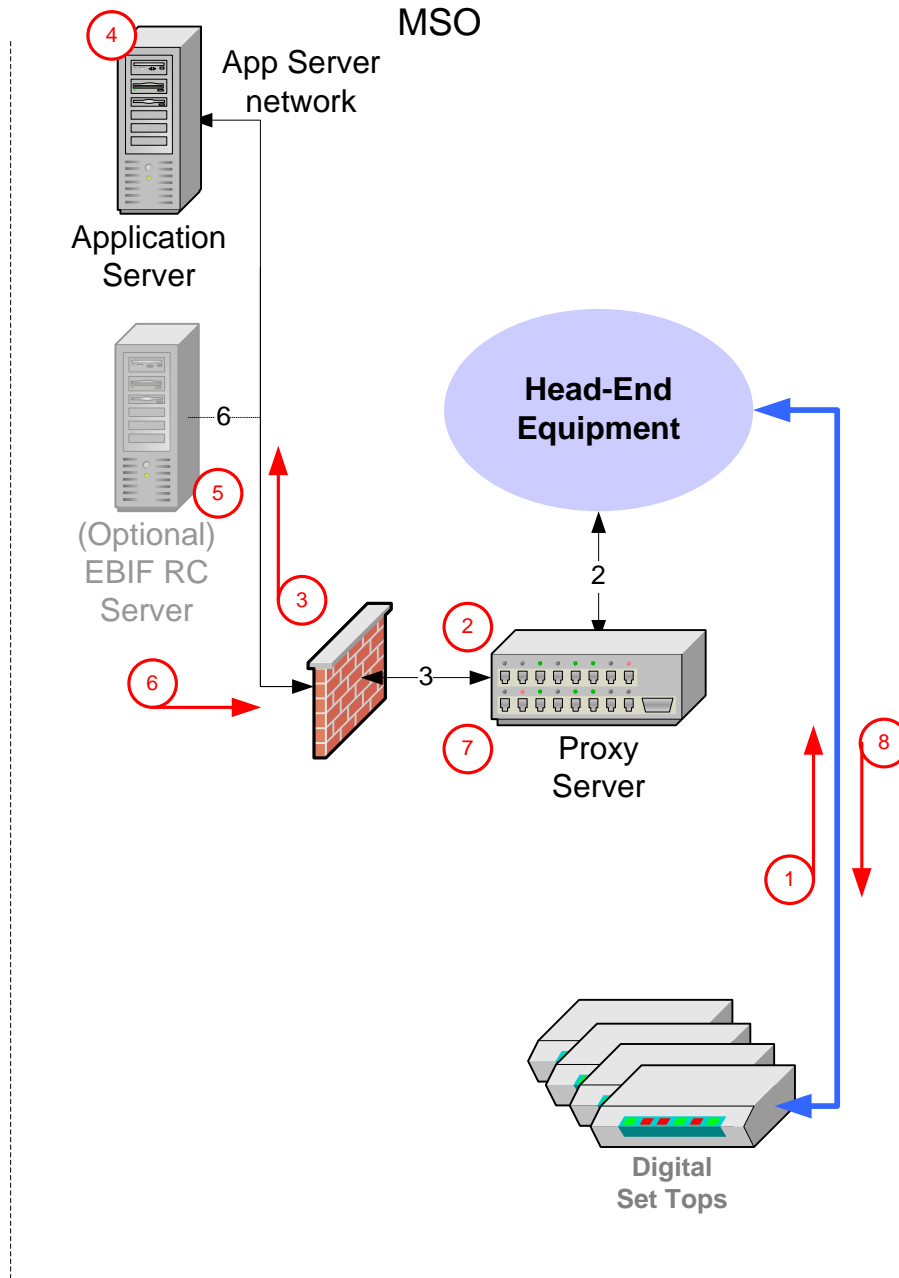 MSO
4
App Server
network
Application
Server
6
5
(Optional)
EBIF RC
Server
Head-End
Equipment
2
3
2
3
6
7
Proxy
Server
8
1
Digital
Set Tops